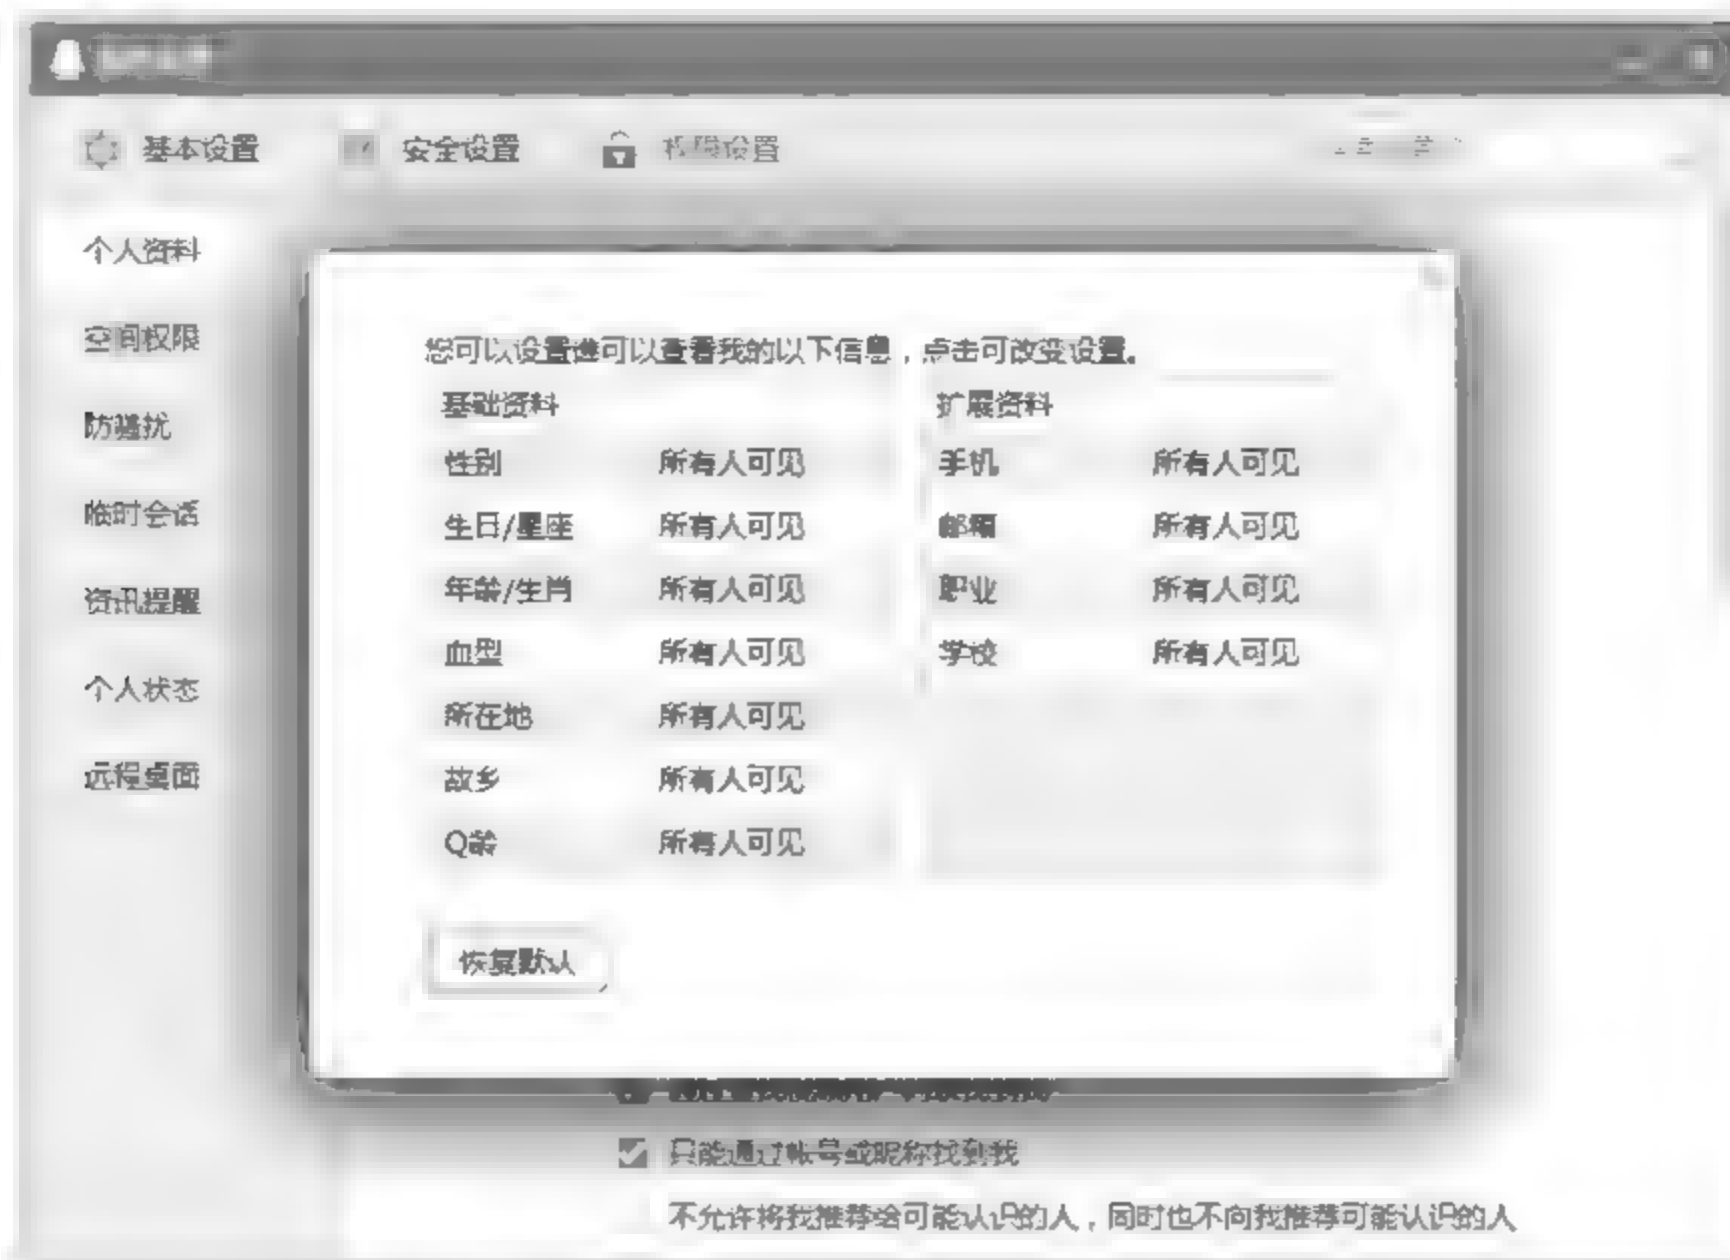 基本设置 安全设置 权限设置
个人资料
空间权限
防骚扰
临时会话
资讯提醒
个人状态
远程桌面
您可以设置谁可以查看我的以下信息，点击可改变设置。
基础资料 扩展资料
性别 所有人可见 手机 所有人可见
生日/星座 所有人可见 邮箱 所有人可见
年龄/生肖 所有人可见 职业 所有人可见
血型 所有人可见 学校 所有人可见
所在地 所有人可见
故乡 所有人可见
Q龄 所有人可见
恢复默认
只能通过帐号或昵称找到我
不允许将我推荐给可能认识的人，同时也不向我推荐可能认识的人